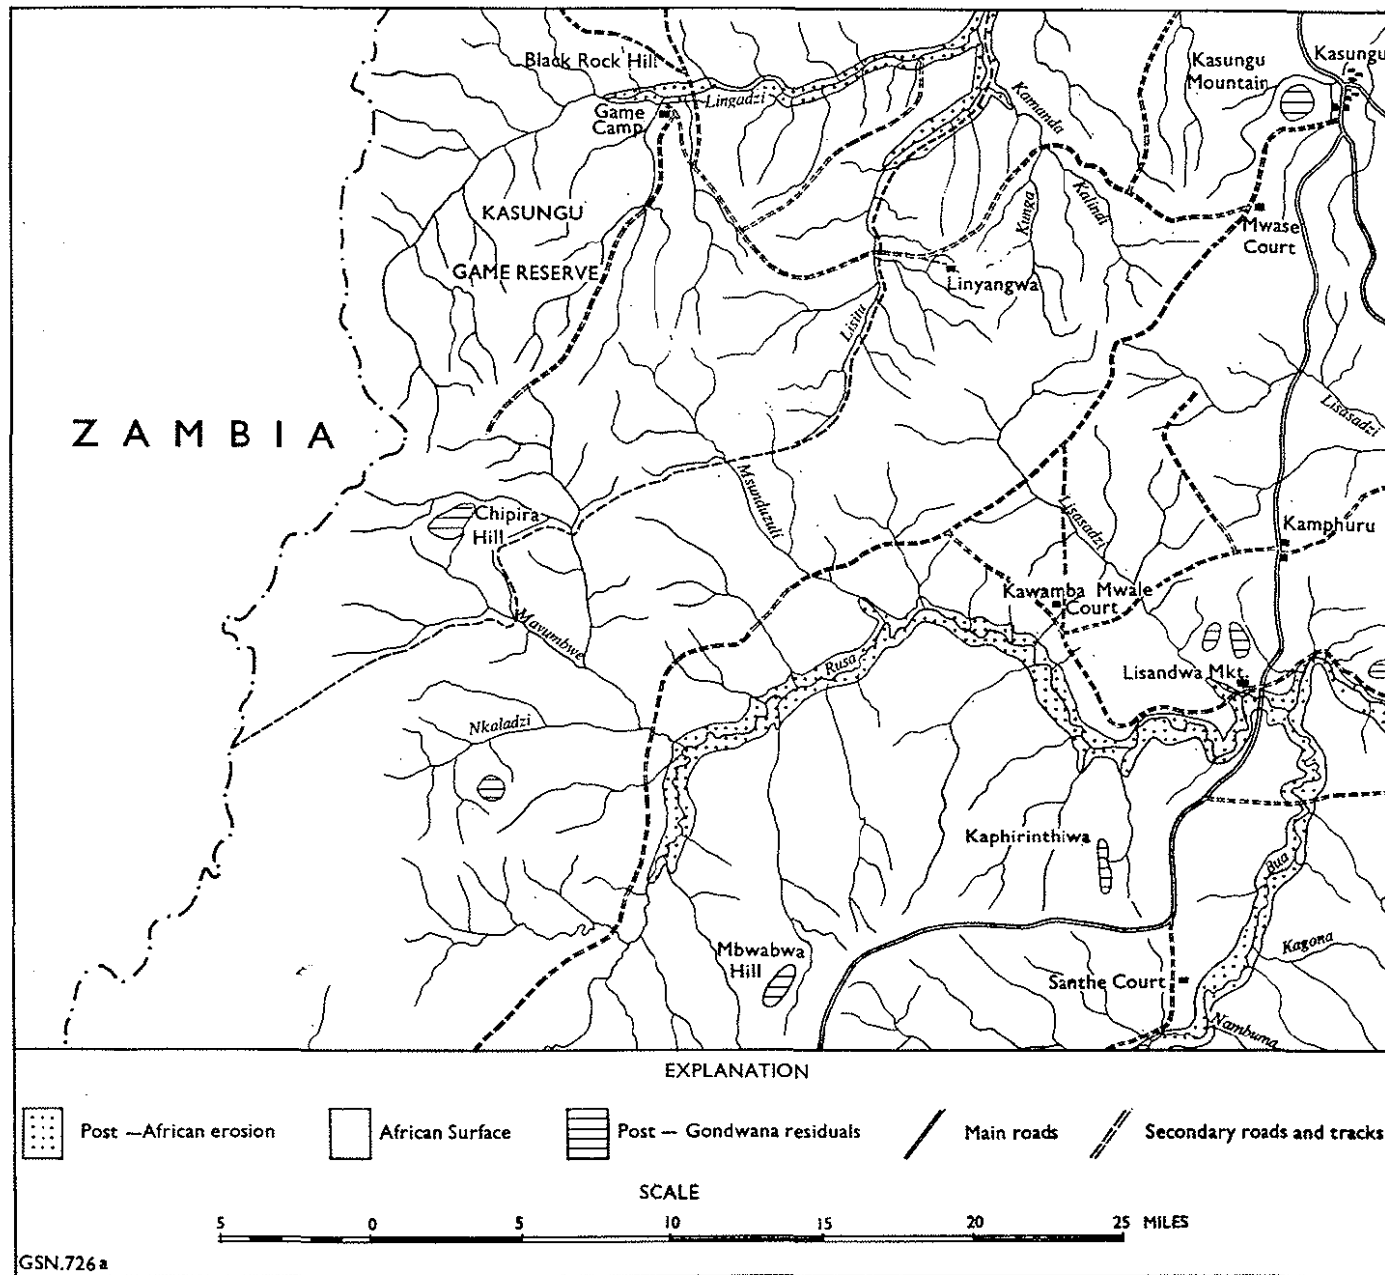 Black Rock Hill
Kasungu
Mountain
Kasungu
Lingadzi
Game
Camp
Kamanda
KASUNGU
Kunga
Kalindi
Mwase
Court
GAME RESERVE
Linyangwa
Lisitu
Lisasadzi
ZAMBIA
Msunduzuli
Chipira
Hill
Lisasadzi
Kamphuru
Kawamba Mwale
Court
Mavumbwe
Rusa
Lisandwa Mkt.
Nkaladzi
Kaphirinthiwa
Bua
Mbwabwa
Hill
Kagona
Santhe Court
Nambuma
EXPLANATION
Post —African erosion
African Surface
Post — Gondwana residuals
Main roads
Secondary roads and tracks
SCALE
5 0 5 10 15 20 25 MILES
GSN.726a